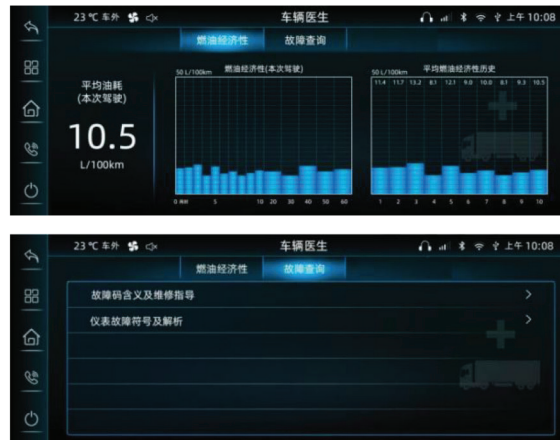 23℃ 车外
车辆医生
上午 10:08
燃油经济性
故障查询
平均油耗
(本次驾驶)
10.5
L/100km
50 L/100km 燃油经济性(本次驾驶)
0 时间 5 10 20 30 40 50 60
50 L/100km 平均燃油经济性历史
11.4 11.7 13.2 8.1 12.1 9.0 10.0 8.1 9.3 10.5
1 2 3 4 5 6 7 8 9 10
23℃ 车外
车辆医生
上午 10:08
燃油经济性
故障查询
故障码含义及维修指导
仪表故障符号及解析